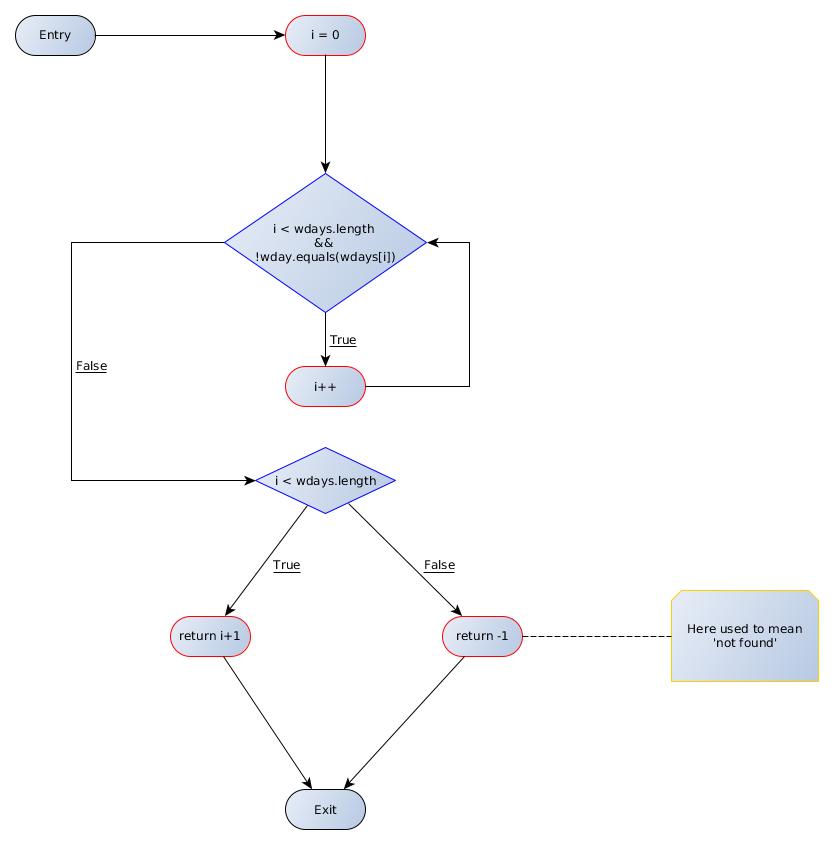 Entry
i = 0
i < wdays.length
&&
!wday.equals(wdays[i])
True
False
i++
i < wdays.length
True
False
return i+1
return -1
Here used to mean
'not found'
Exit